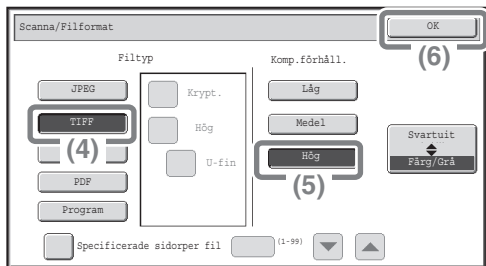 Scanna/Filformat
OK
(6)
Filtyp
Komp.förhåll.
JPEG
Krypt.
Låg
TIFF
Hög
Medel
(4)
U-fin
Hög
(5)
Svartuit
Färg/Grå
PDF
Program
Specificerade sidorper fil
(1-99)